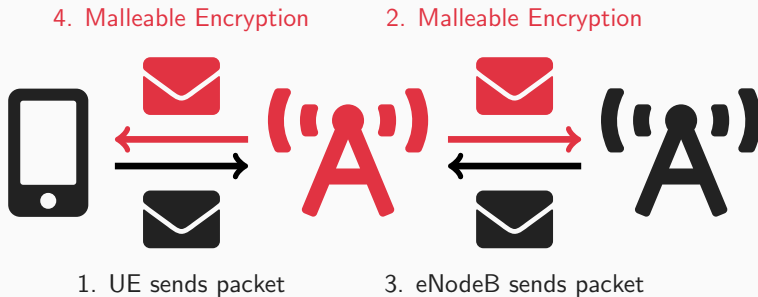 4. Malleable Encryption
2. Malleable Encryption
1. UE sends packet
3. eNodeB sends packet